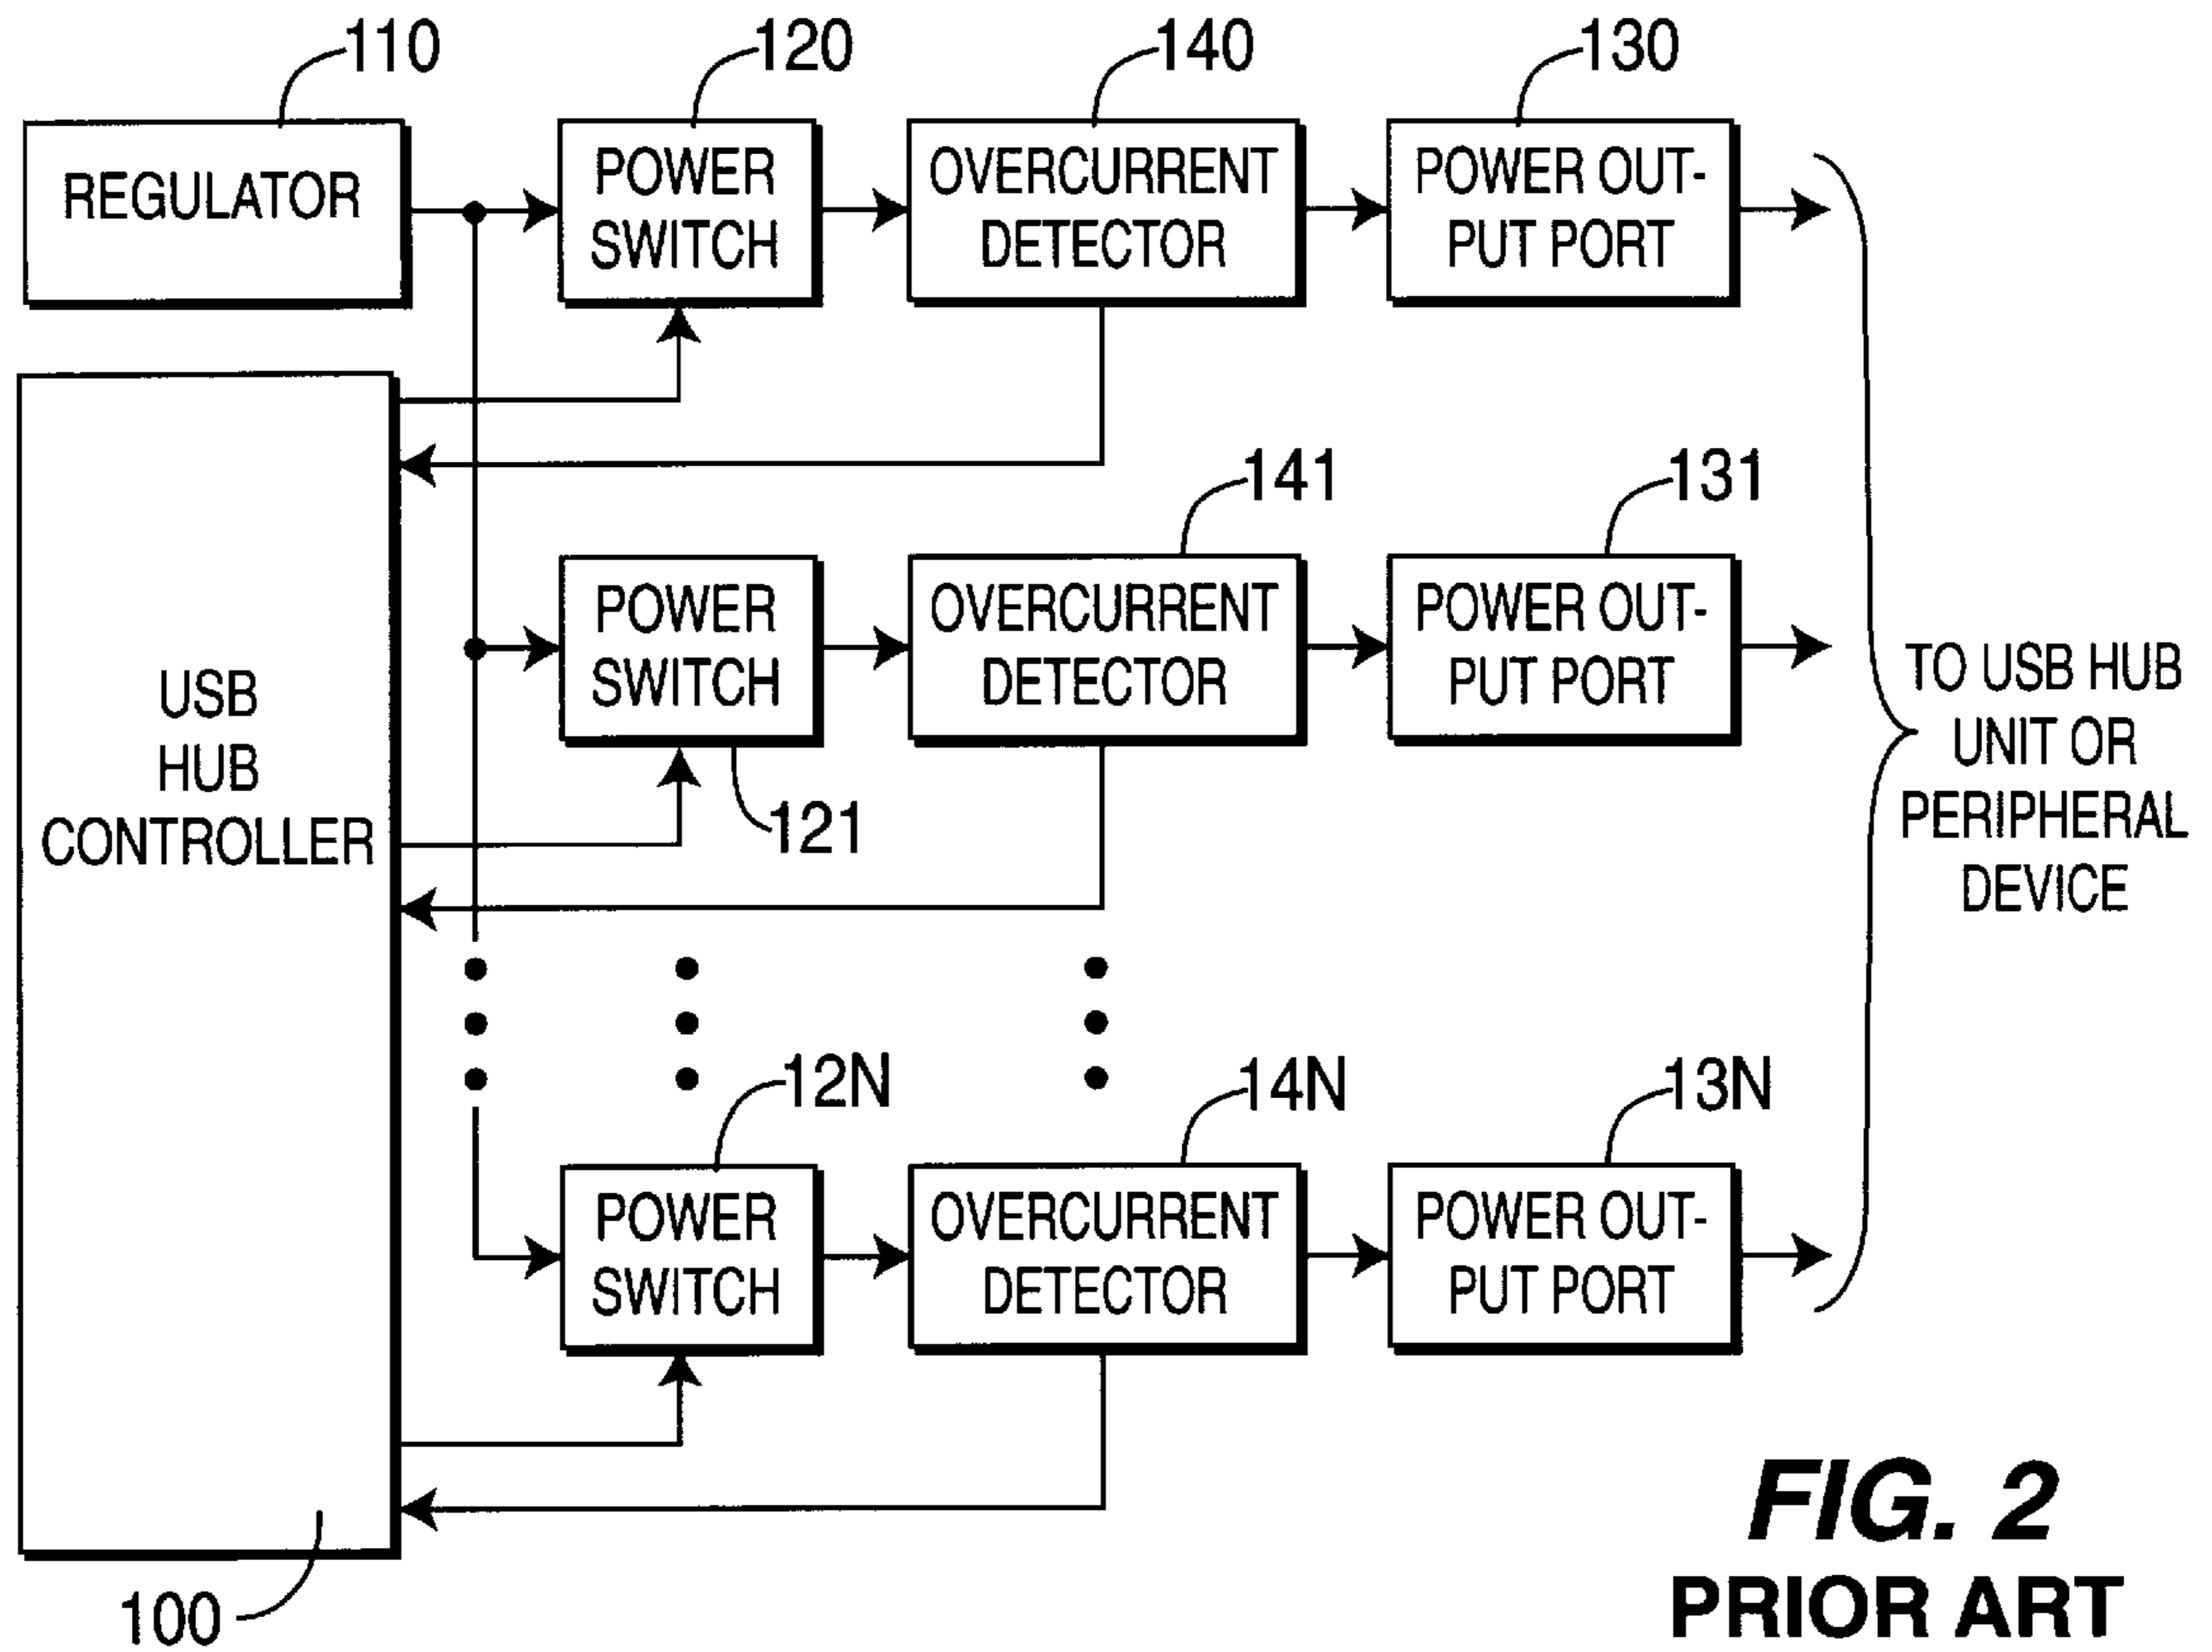 110
120
140
130
REGULATOR
POWER
SWITCH
OVERCURRENT
DETECTOR
POWER OUT-
PUT PORT
141
131
POWER
SWITCH
OVERCURRENT
DETECTOR
POWER OUT-
PUT PORT
121
USB
HUB
CONTROLLER
TO USB HUB
UNIT OR
PERIPHERAL
DEVICE
12N
14N
13N
POWER
SWITCH
OVERCURRENT
DETECTOR
POWER OUT-
PUT PORT
100
FIG. 2
PRIOR ART